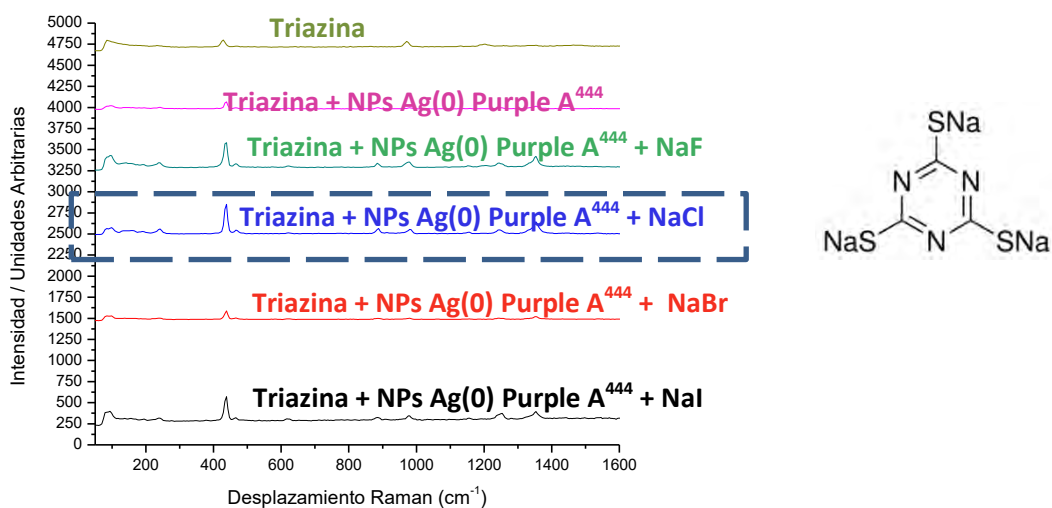 Triazina
Triazina + NPs Ag(0) Purple A⁴⁴⁴
Triazina + NPs Ag(0) Purple A⁴⁴⁴ + NaF
Triazina + NPs Ag(0) Purple A⁴⁴⁴ + NaCl
Triazina + NPs Ag(0) Purple A⁴⁴⁴ + NaBr
Triazina + NPs Ag(0) Purple A⁴⁴⁴ + NaI
Intensidad / Unidades Arbitrarias
5000
4750
4500
4250
4000
3750
3500
3250
3000
2750
2500
2250
2000
1750
1500
1250
1000
750
500
250
0
200 400 600 800 1000 1200 1400 1600
Desplazamiento Raman (cm⁻¹)
SNa
N N
NaS N SNa